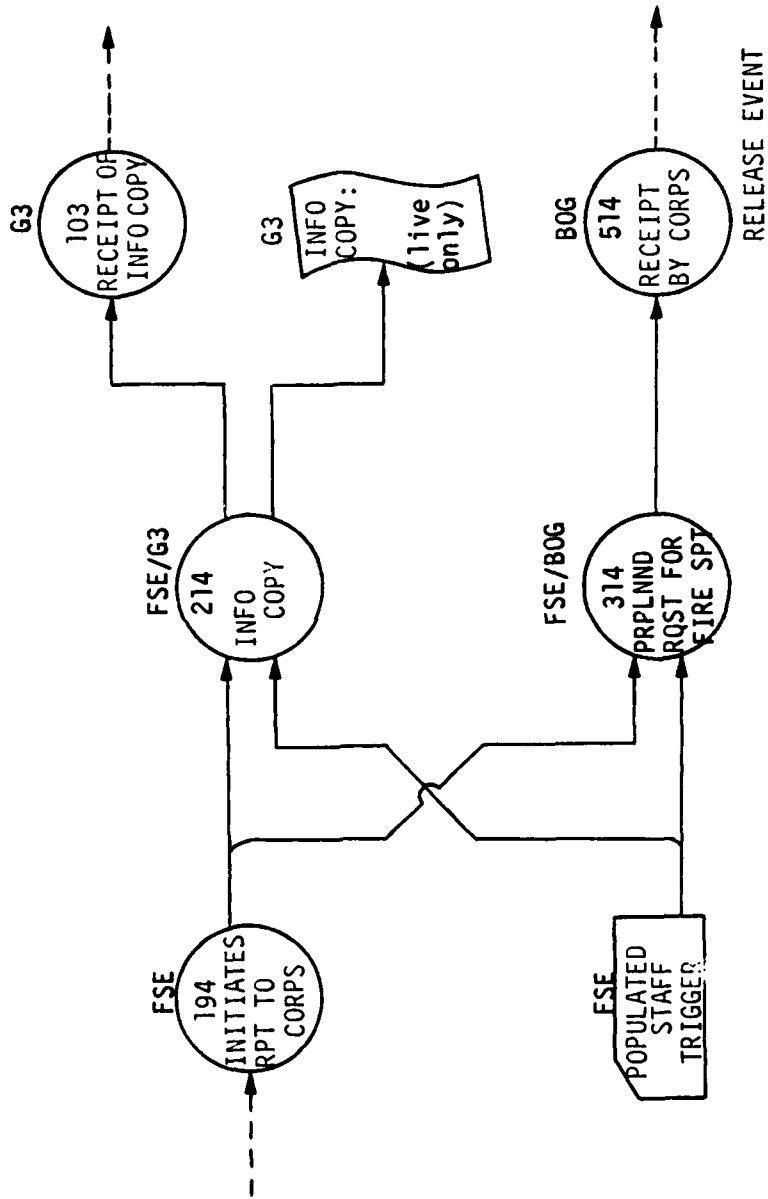 FSE
194
INITIATES
RPT TO
CORPS
FSE
POPULATED
STAFF
TRIGGER
FSE/G3
214
INFO
COPY
FSE/BOG
314
PRPLNND
RQST FOR
FIRE SPT
G3
103
RECEIPT OF
INFO COPY
G3
INFO
COPY:
(live
only)
BOG
514
RECEIPT
BY CORPS
RELEASE EVENT